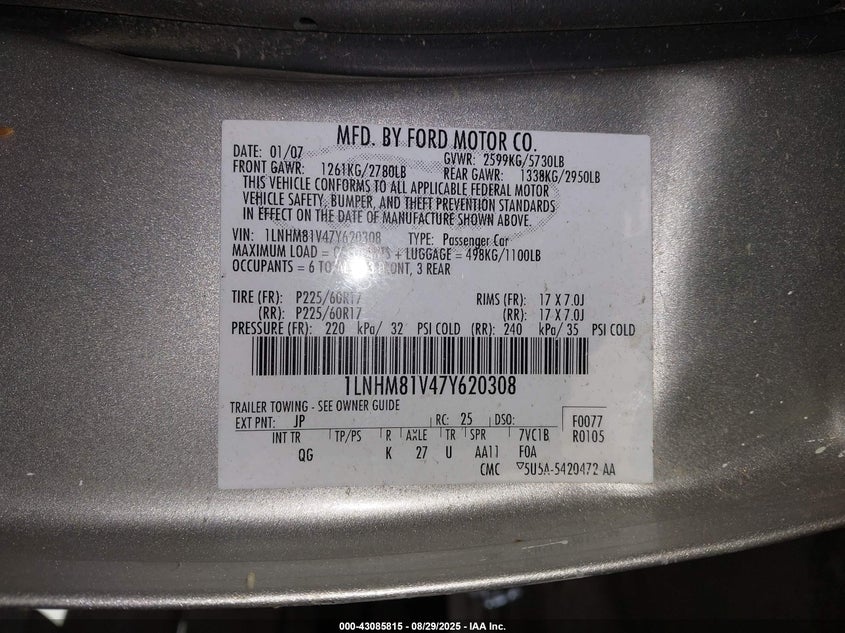 MFD. BY FORD MOTOR CO.
DATE: 01/07 GVWR: 2599KG/5730LB
FRONT GAWR: 1261KG/2780LB REAR GAWR: 1338KG/2950LB
THIS VEHICLE CONFORMS TO ALL APPLICABLE FEDERAL MOTOR
VEHICLE SAFETY, BUMPER, AND THEFT PREVENTION STANDARDS
IN EFFECT ON THE DATE OF MANUFACTURE SHOWN ABOVE.
VIN: 1LNHM81V47Y620308 TYPE: Passenger Car
MAXIMUM LOAD = + LUGGAGE = 498KG/1100LB
OCCUPANTS = 6 3 REAR
TIRE (FR): P225/60R17 RIMS (FR): 17 X 7.0J
(RR): P225/60R17 (RR): 17 X 7.0J
PRESSURE (FR): 220 kPa/ 32 PSI COLD (RR): 240 kPa/ 35 PSI COLD
1LNHM81V47Y620308
TRAILER TOWING - SEE OWNER GUIDE
EXT PNT: JP RC: 25 DSO: F0077
INT TR TP/PS R AXLE TR SPR 7VC1B R0105
QG K 27 U AA11 F0A
CMC 5U5A-5420472 AA
000-43085815 - 08/29/2025 - IAA Inc.